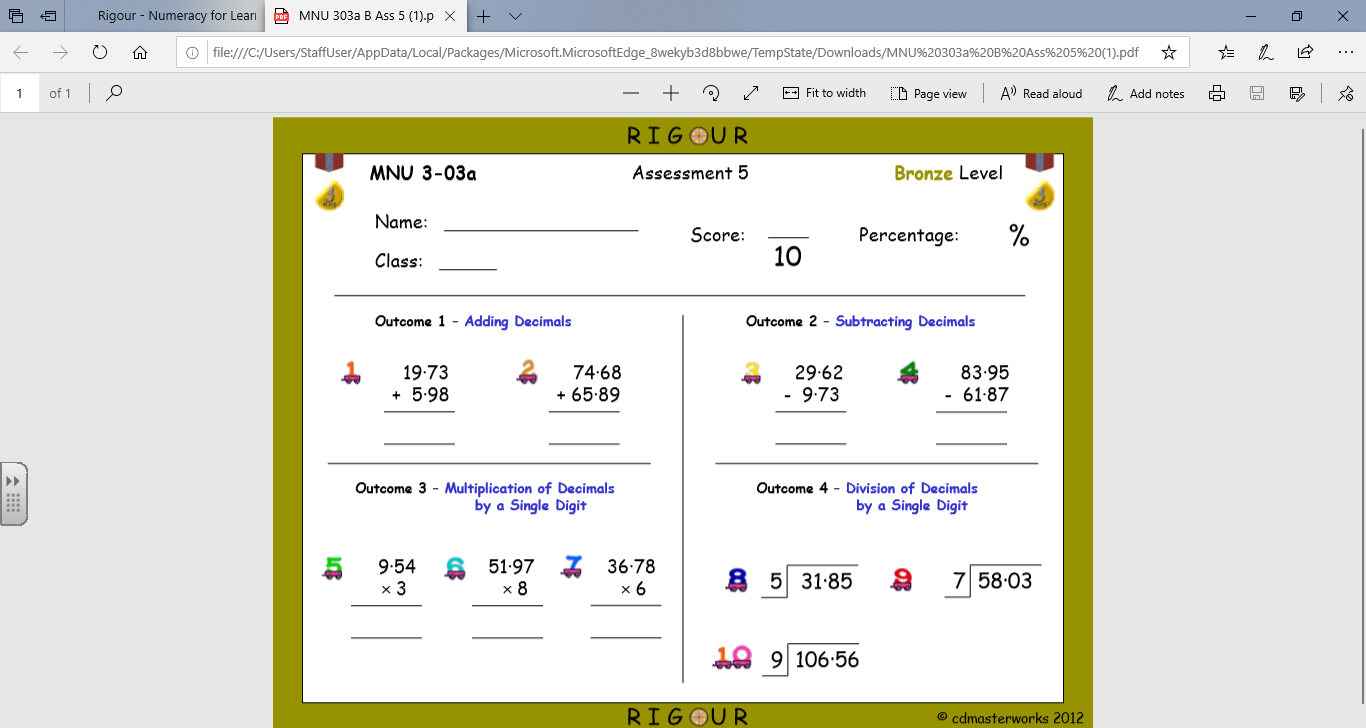 Rigour - Numeracy for Lear
MNU 303a B Ass 5 (1).p
file:///C:/Users/StaffUser/AppData/Local/Packages/Microsoft.MicrosoftEdge_8wekyb3d8bbwe/TempState/Downloads/MNU%20303a%20B%20Ass%205%20(1).pdf
1 of 1
Fit to width
Page view
Read aloud
Add notes
RIGOUR
MNU 3-03a
Assessment 5
Bronze Level
Name:
Score:
10
Percentage: %
Class:
Outcome 1 - Adding Decimals
1
19·73
+ 5·98
2
74·68
+ 65·89
Outcome 2 - Subtracting Decimals
3
29·62
- 9·73
4
83·95
- 61·87
Outcome 3 - Multiplication of Decimals
by a Single Digit
5
9·54
× 3
6
51·97
× 8
7
36·78
× 6
Outcome 4 - Division of Decimals
by a Single Digit
8
5 31·85
9
7 58·03
10
9 106·56
RIGOUR
© cdmasterworks 2012